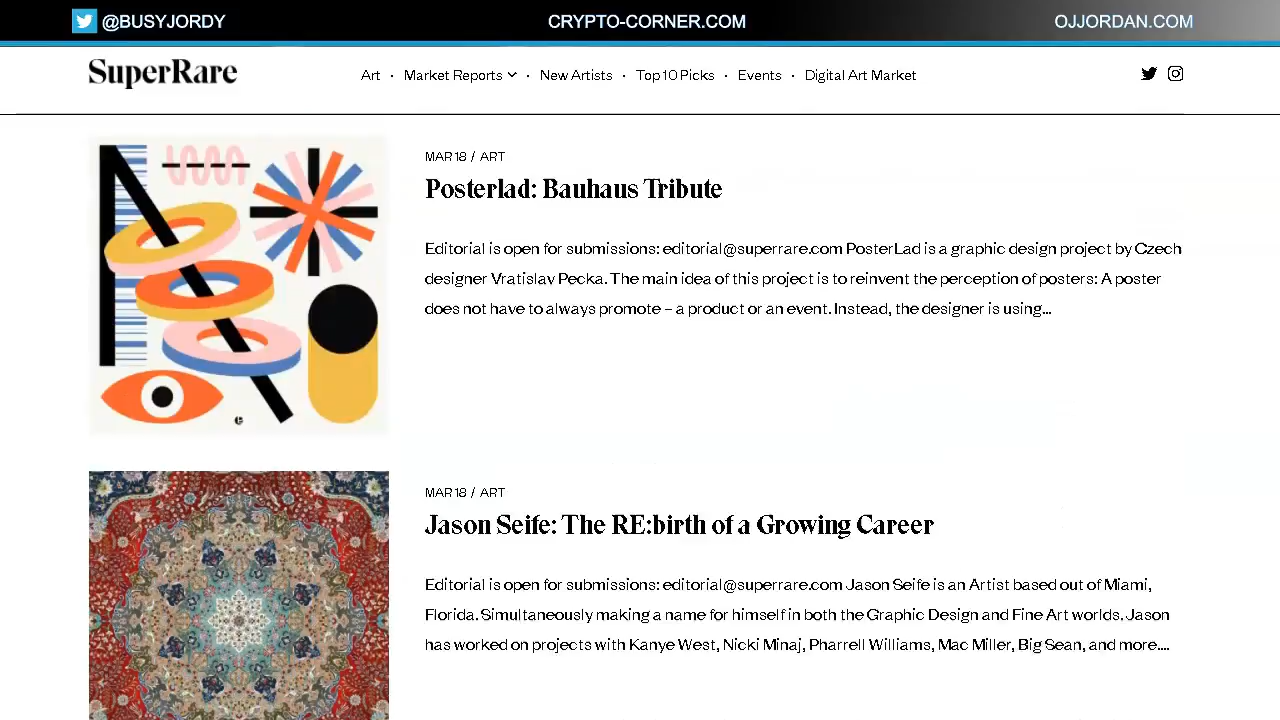 @BUSYJORDY CRYPTO-CORNER.COM OJJORDAN.COM
SuperRare Art · Market Reports · New Artists · Top 10 Picks · Events · Digital Art Market
MAR 18 / ART
Posterlad: Bauhaus Tribute
Editorial is open for submissions: editorial@superrare.com PosterLad is a graphic design project by Czech
designer Vratislav Pecka. The main idea of this project is to reinvent the perception of posters: A poster
does not have to always promote – a product or an event. Instead, the designer is using...
MAR 18 / ART
Jason Seife: The RE:birth of a Growing Career
Editorial is open for submissions: editorial@superrare.com Jason Seife is an Artist based out of Miami,
Florida. Simultaneously making a name for himself in both the Graphic Design and Fine Art worlds, Jason
has worked on projects with Kanye West, Nicki Minaj, Pharrell Williams, Mac Miller, Big Sean, and more....